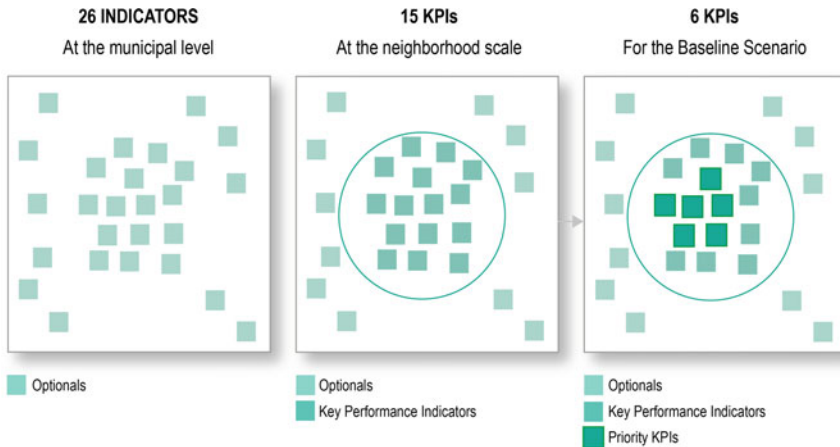 26 INDICATORS
At the municipal level
15 KPIs
At the neighborhood scale
6 KPIs
For the Baseline Scenario
Optionals
Optionals
Key Performance Indicators
Optionals
Key Performance Indicators
Priority KPIs